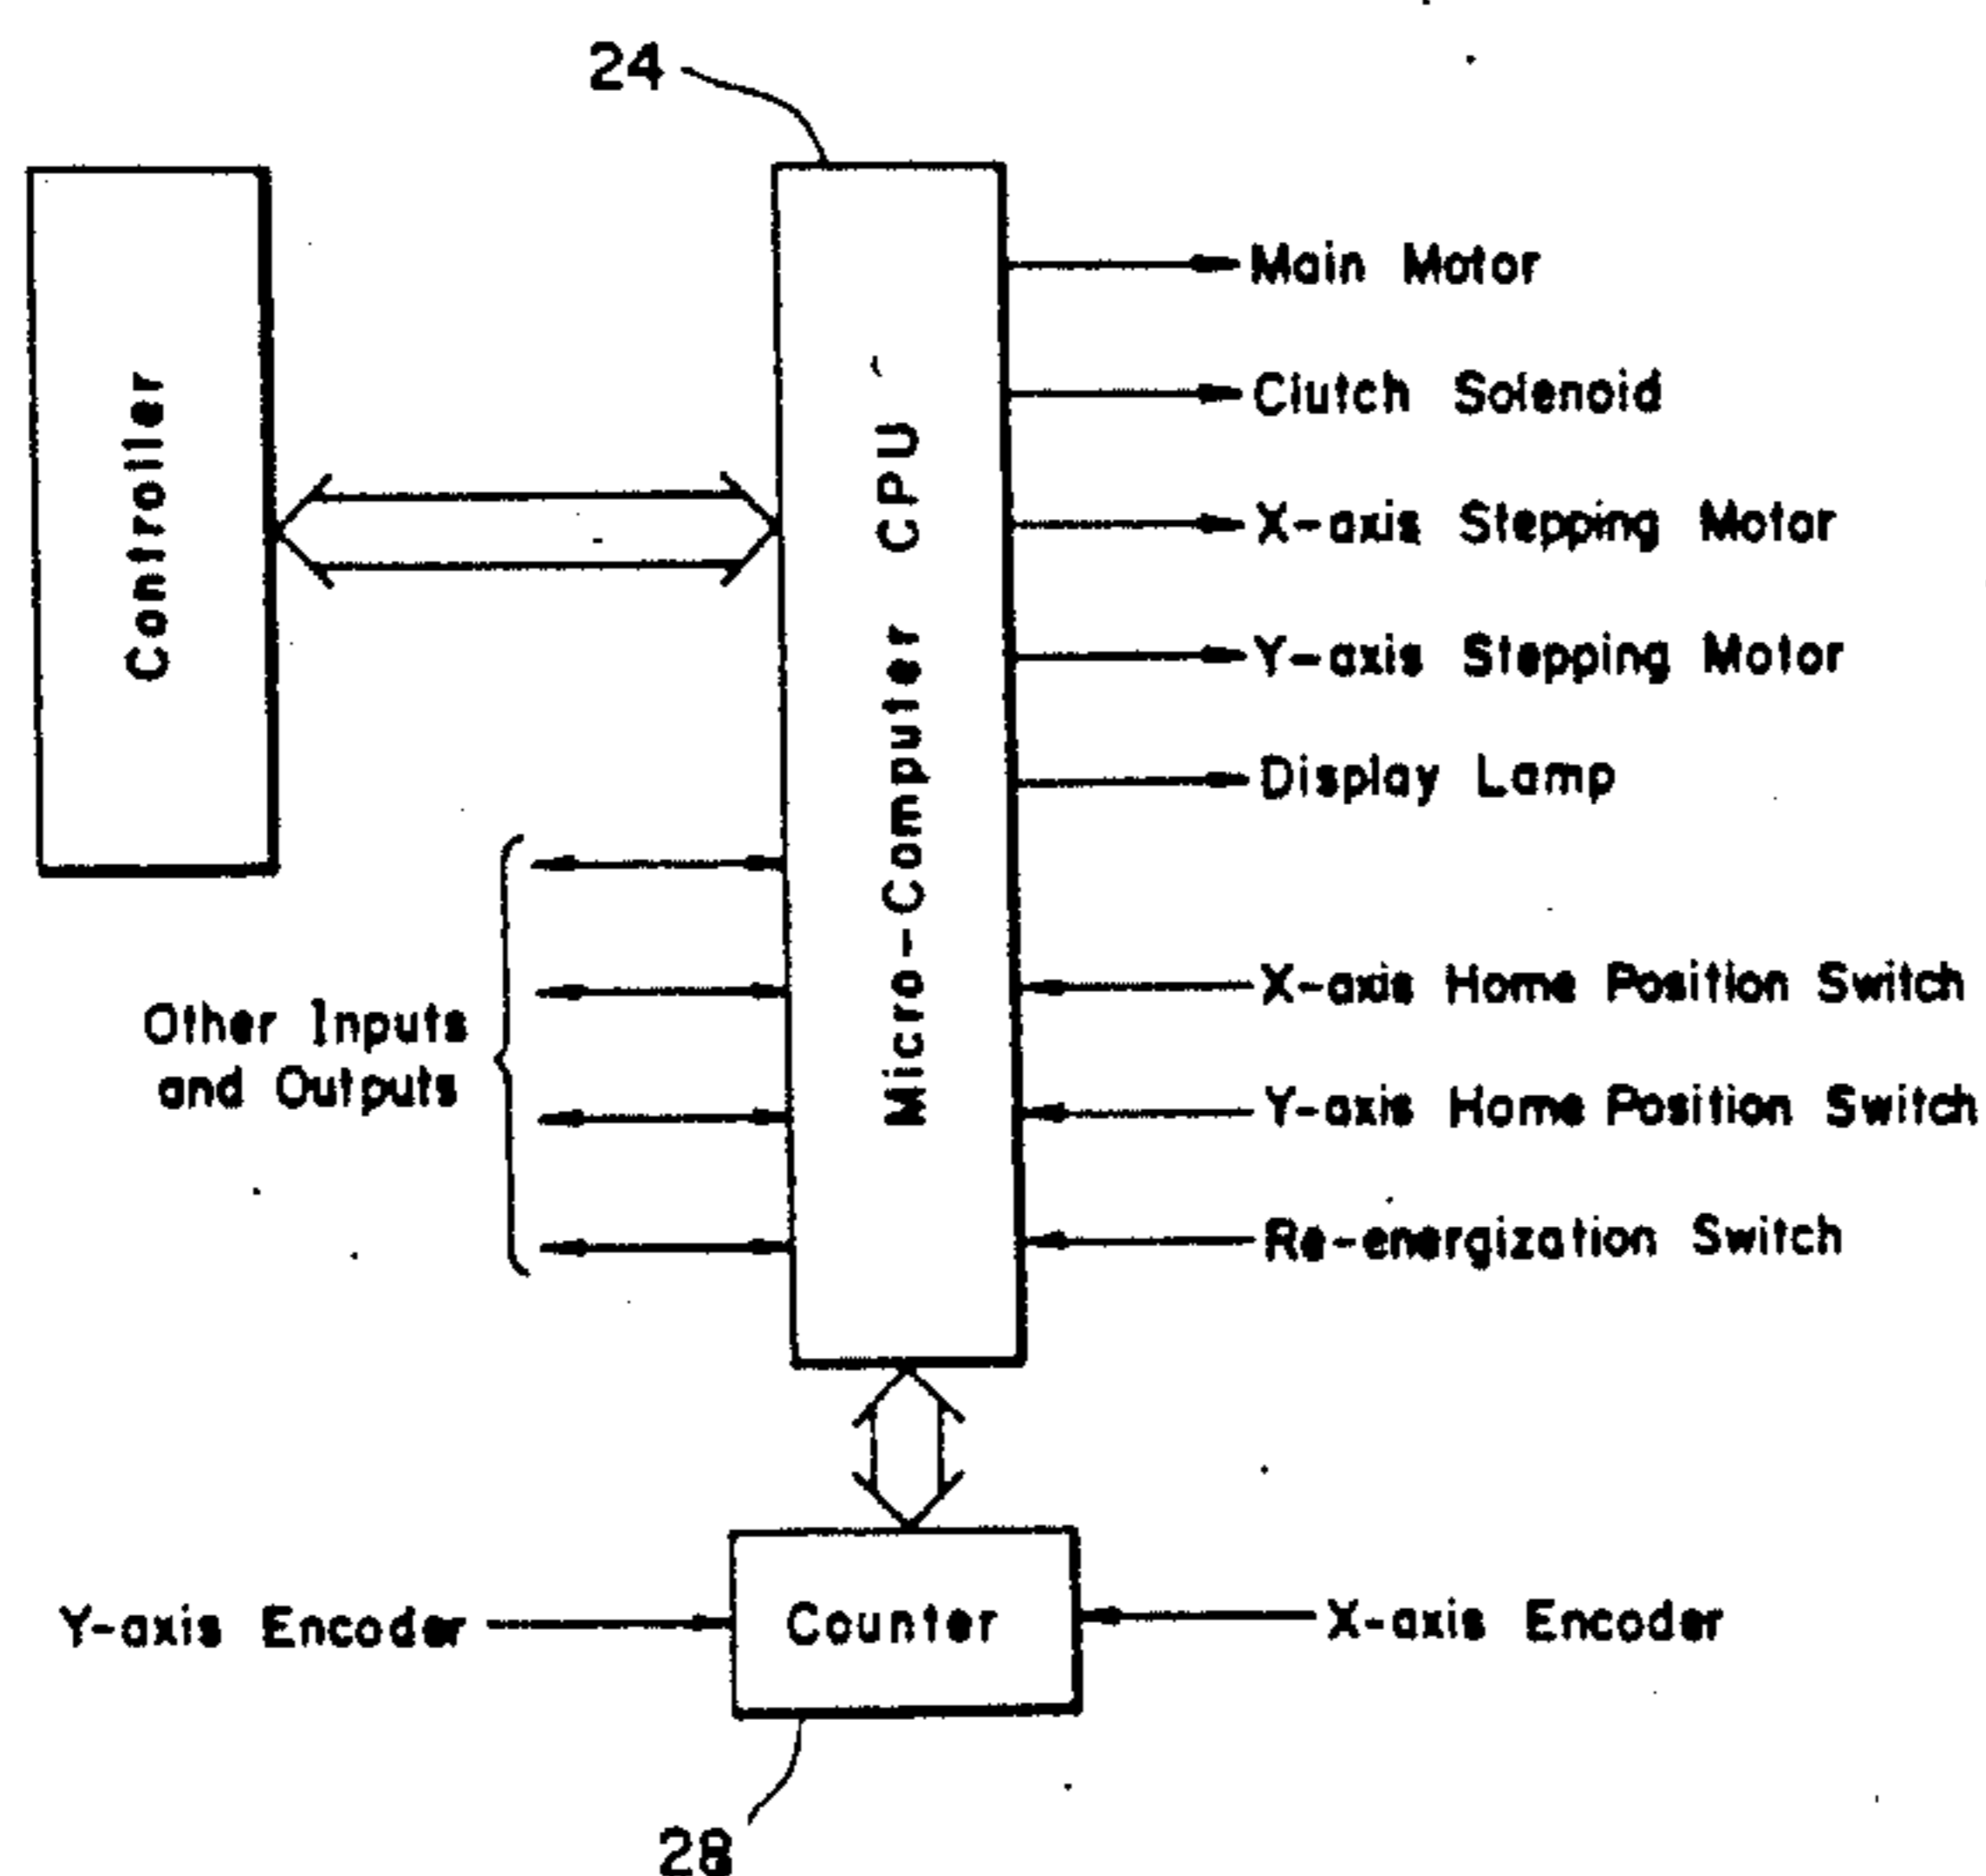 24
Controller
Micro-Computer CPU
Main Motor
Clutch Solenoid
X-axis Stepping Motor
Y-axis Stepping Motor
Display Lamp
Other Inputs
and Outputs
X-axis Home Position Switch
Y-axis Home Position Switch
Re-energization Switch
Y-axis Encoder
Counter
X-axis Encoder
28